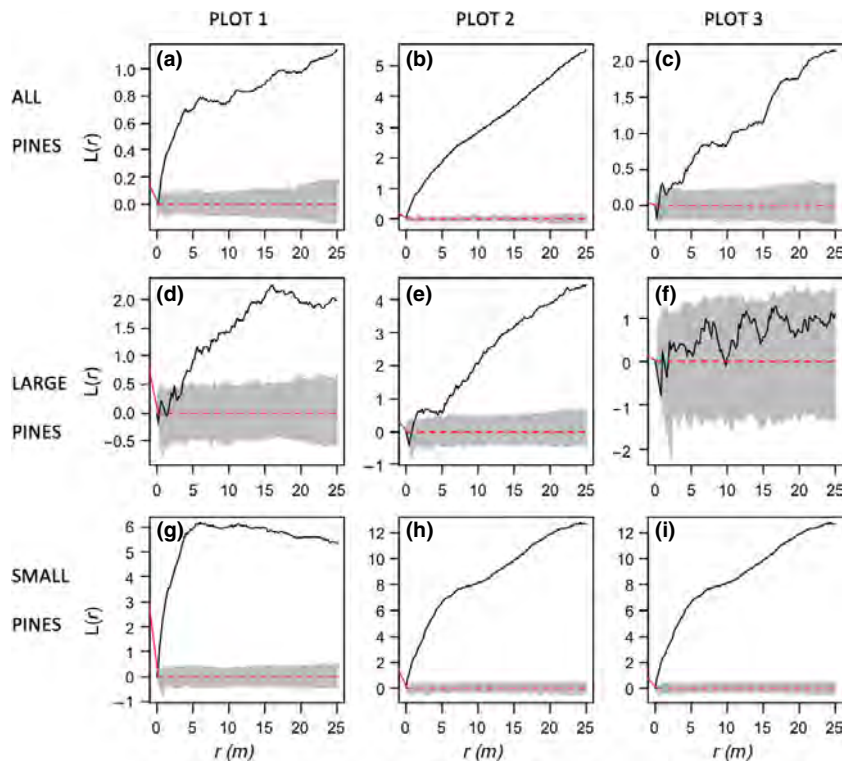 PLOT 1 PLOT 2 PLOT 3
ALL
PINES
(a) (b) (c)
L(r)
1.0 0.8 0.6 0.4 0.2 0.0
0 5 10 15 20 25
5 4 3 2 1 0
0 5 10 15 20 25
2.0 1.5 1.0 0.5 0.0
0 5 10 15 20 25
LARGE
PINES
(d) (e) (f)
L(r)
2.0 1.5 1.0 0.5 0.0 −0.5
0 5 10 15 20 25
4 3 2 1 0 −1
0 5 10 15 20 25
1 0 −1 −2
0 5 10 15 20 25
SMALL
PINES
(g) (h) (i)
L(r)
6 5 4 3 2 1 0 −1
0 5 10 15 20 25
12 10 8 6 4 2 0
0 5 10 15 20 25
12 10 8 6 4 2 0
0 5 10 15 20 25
r (m) r (m) r (m)